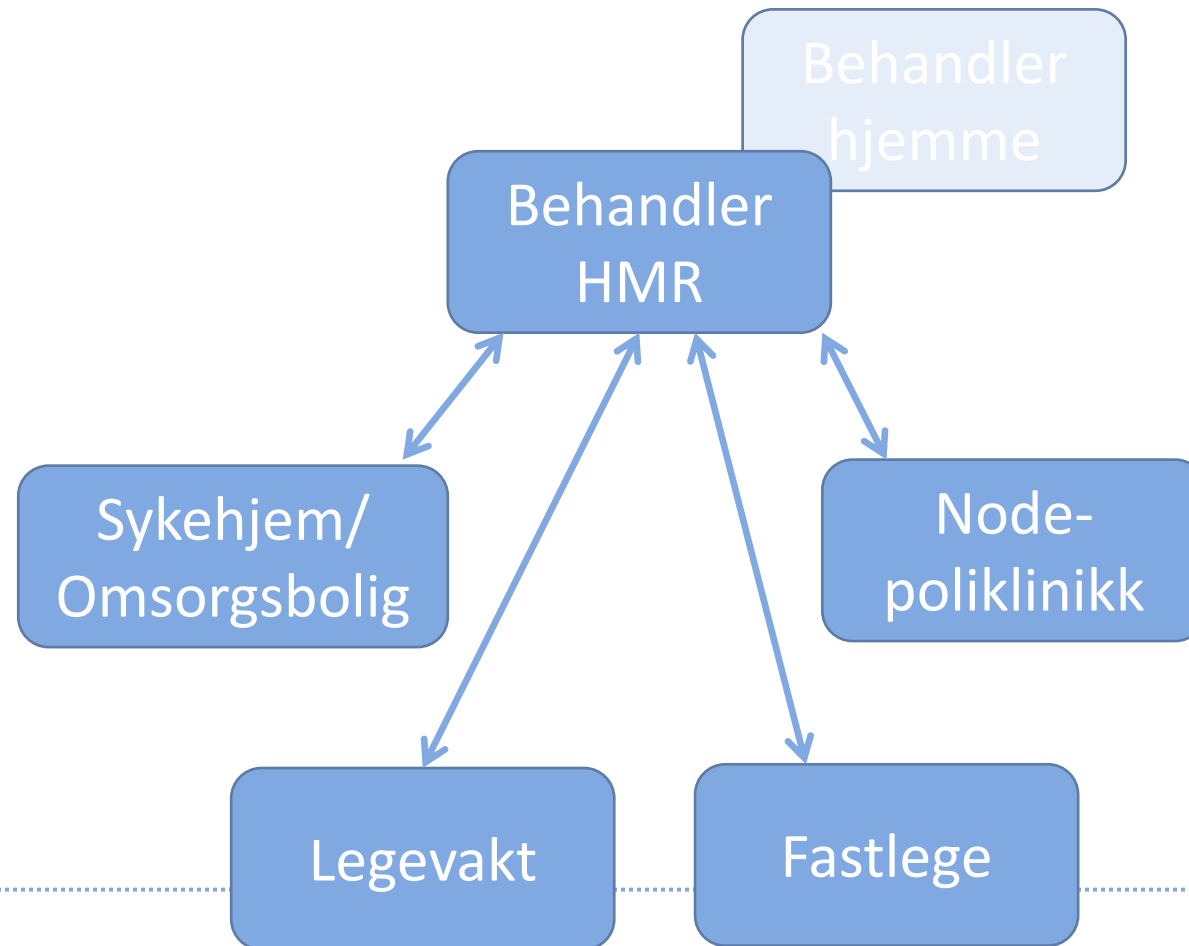 Behandler
hjemme
Behandler
HMR
Sykehjem/
Omsorgsbolig
Node-
poliklinikk
Legevakt
Fastlege